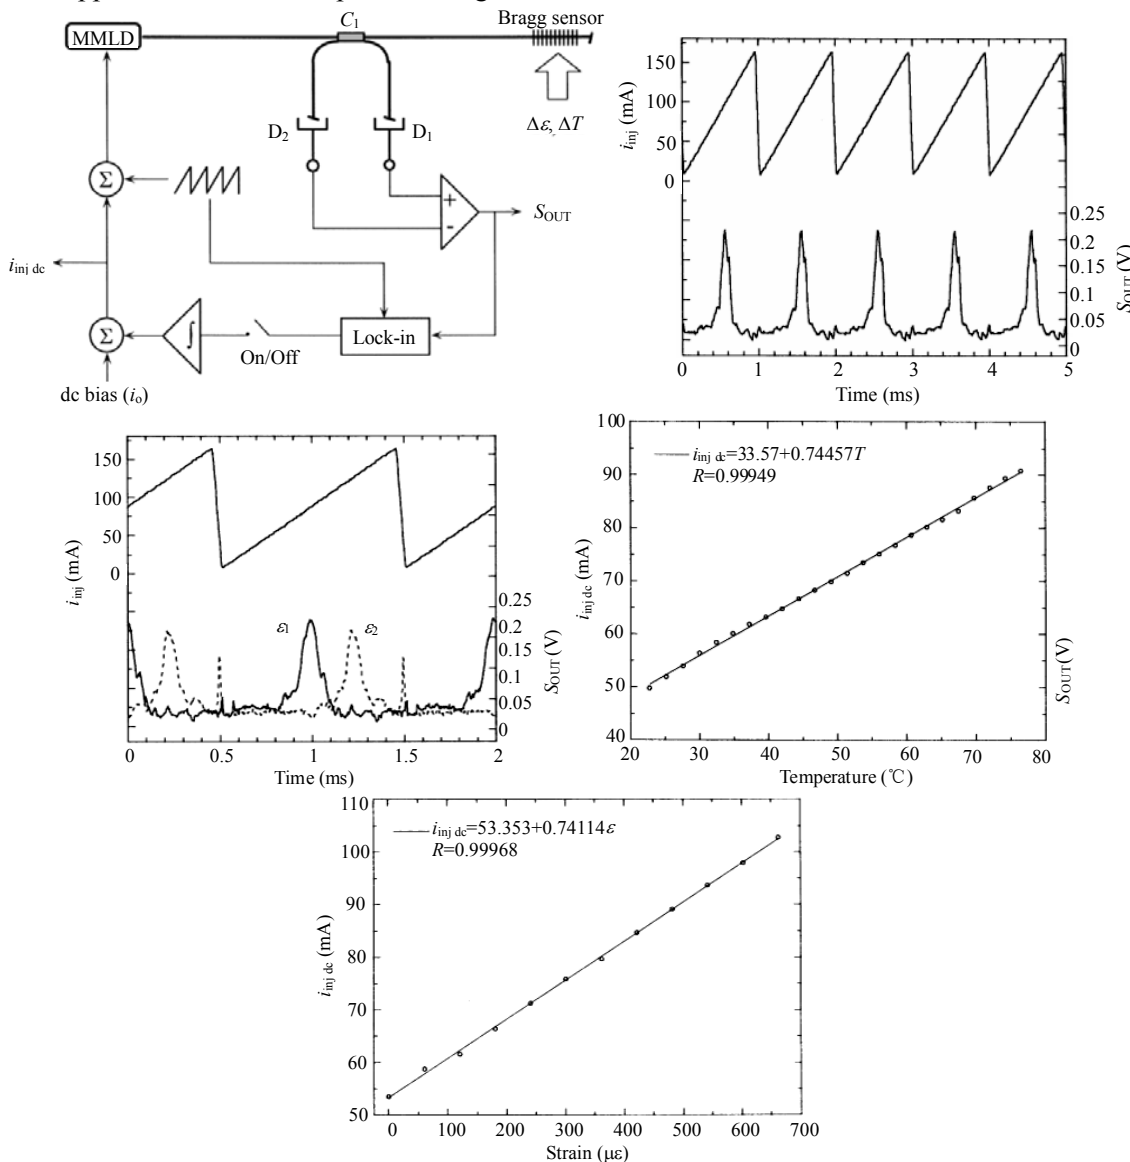 MMLD
C1
Bragg sensor
D2
D1
Δε, ΔT
Σ
+
-
SOUT
iinj dc
Σ
∫
On/Off
Lock-in
dc bias (io)
150
100
50
0
iinj (mA)
0.25
0.2
0.15
0.1
0.05
0
SOUT (V)
0 1 2 3 4 5
Time (ms)
150
100
50
0
iinj (mA)
ε1
ε2
0.25
0.2
0.15
0.1
0.05
0
SOUT (V)
0 0.5 1 1.5 2
Time (ms)
100
90
80
70
60
50
40
iinj dc (mA)
iinj dc=33.57+0.74457T
R=0.99949
SOUT(V)
20 30 40 50 60 70 80
Temperature (℃)
110
100
90
80
70
60
50
iinj dc (mA)
iinj dc=53.353+0.74114ε
R=0.99968
0 100 200 300 400 500 600 700
Strain (με)